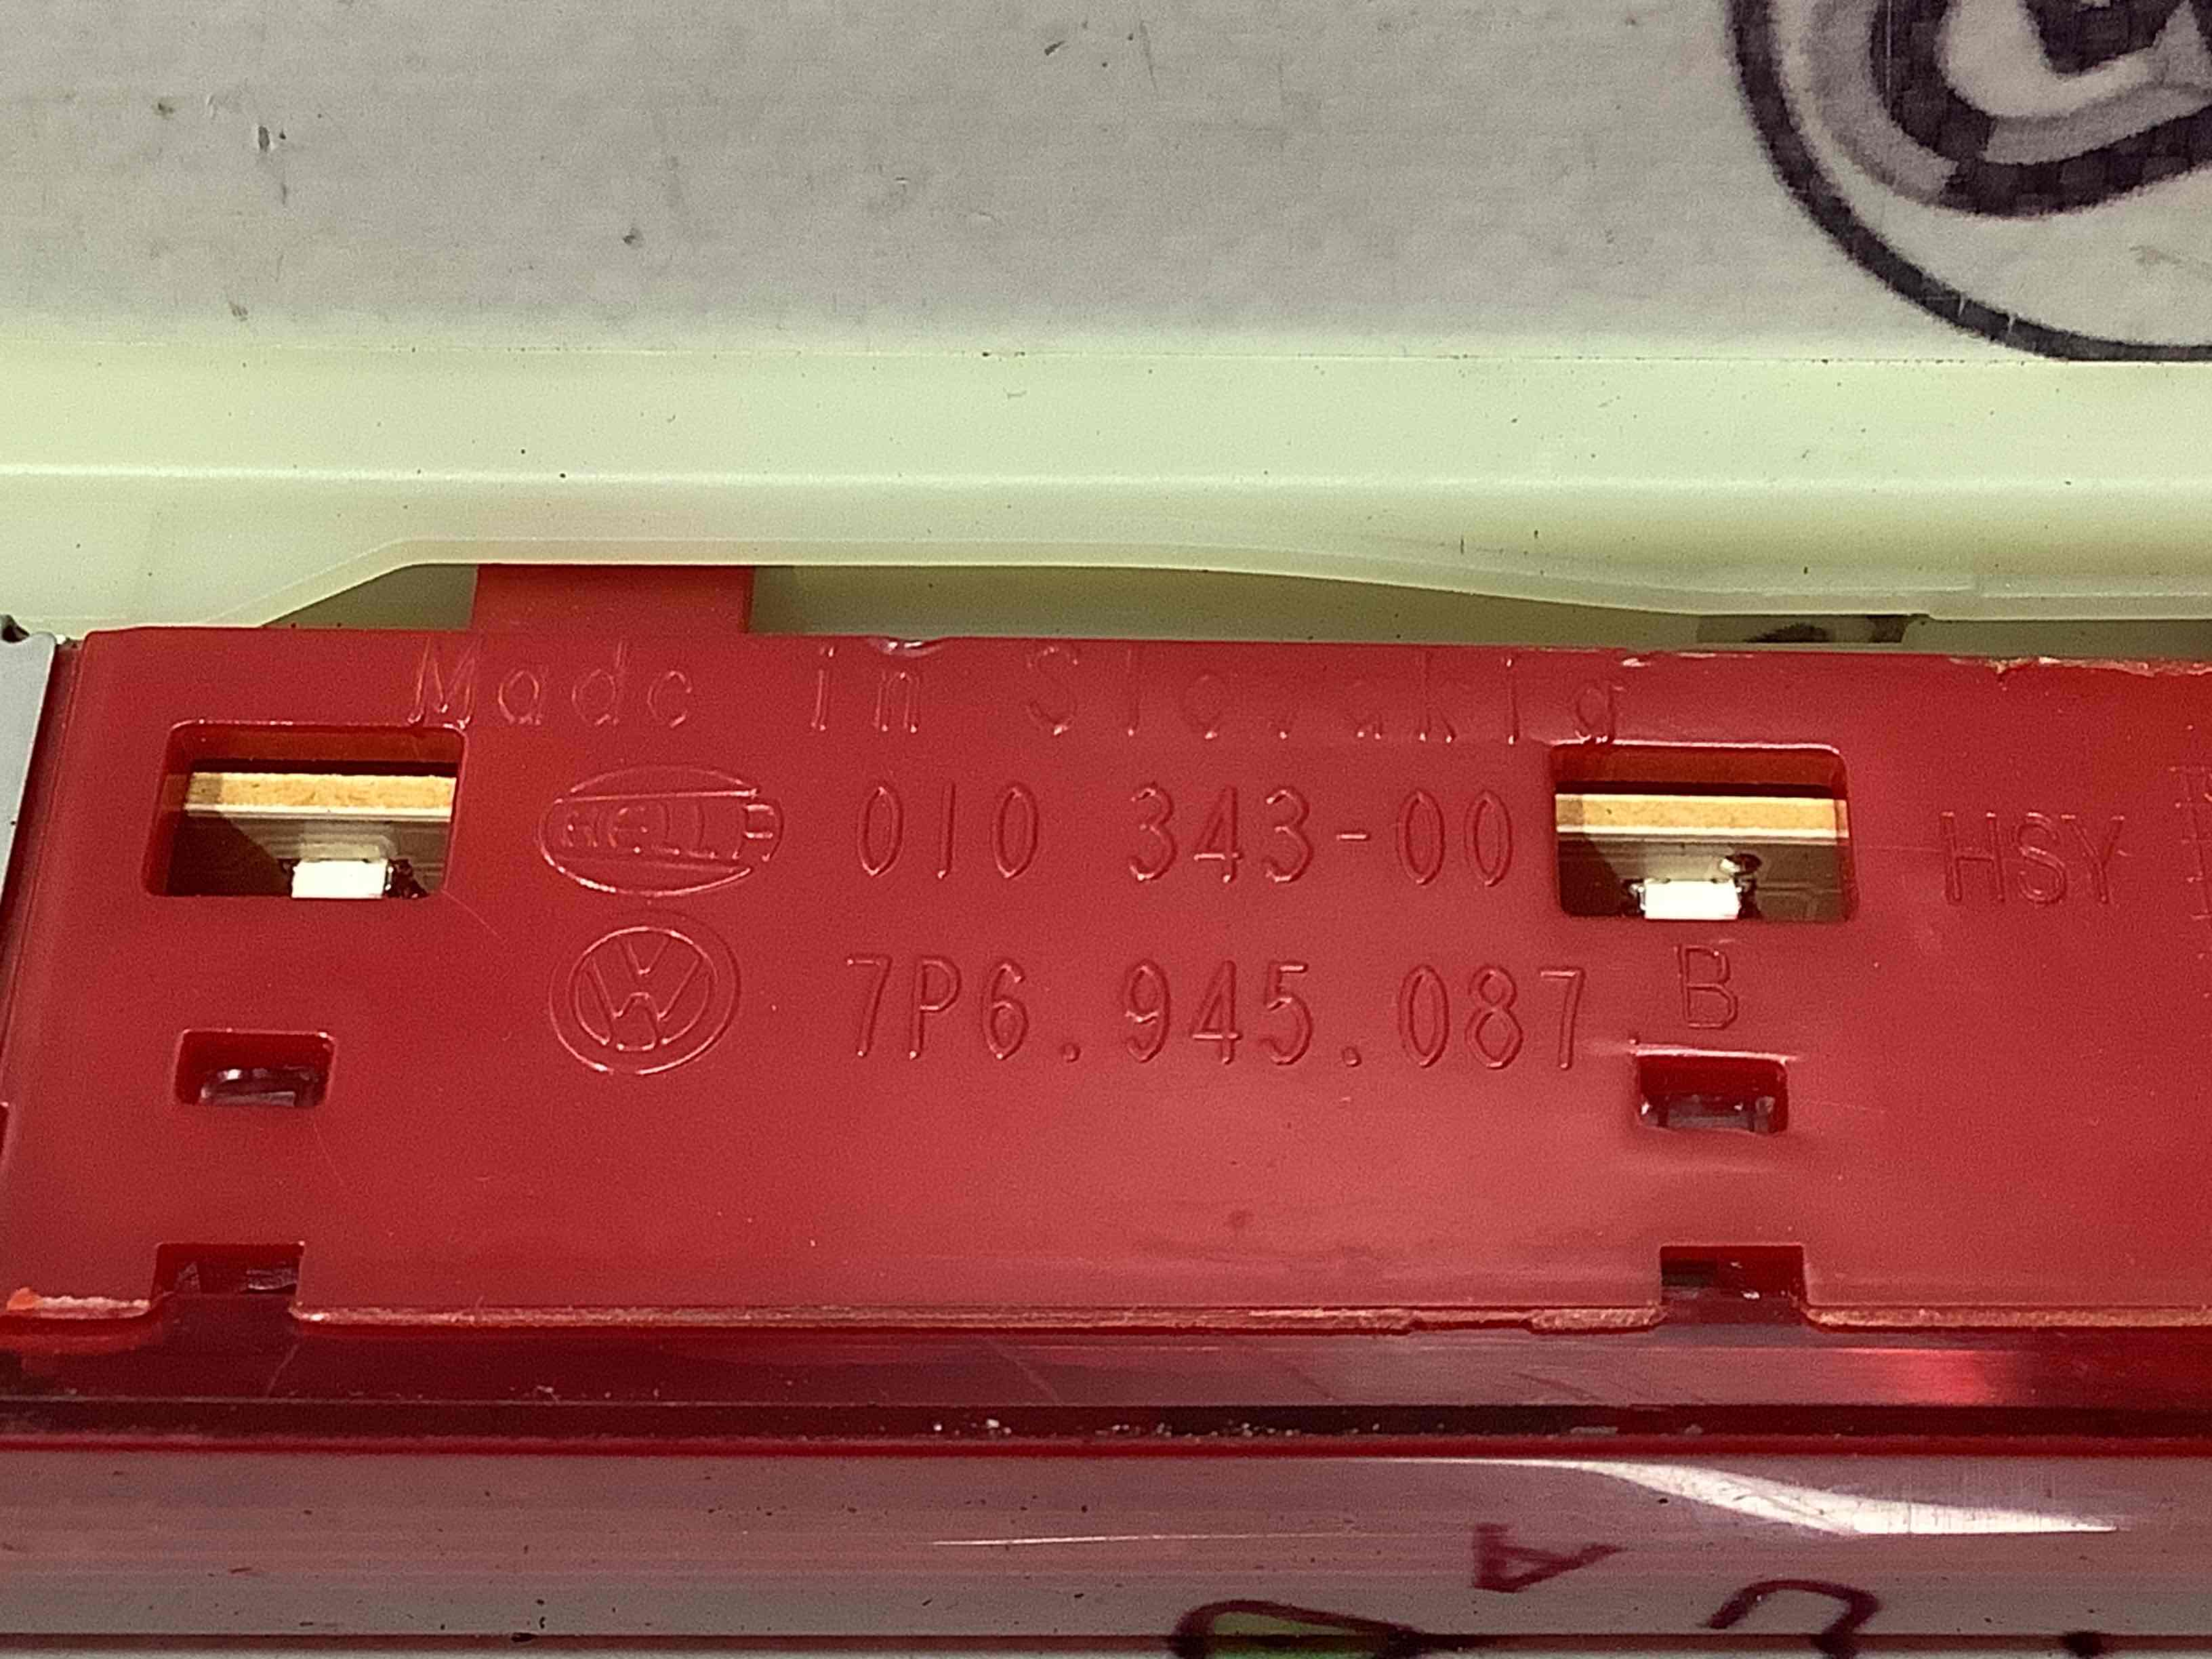 Made in Slovakia
HELLA 010 343-00
HSY
7P6.945.087 B